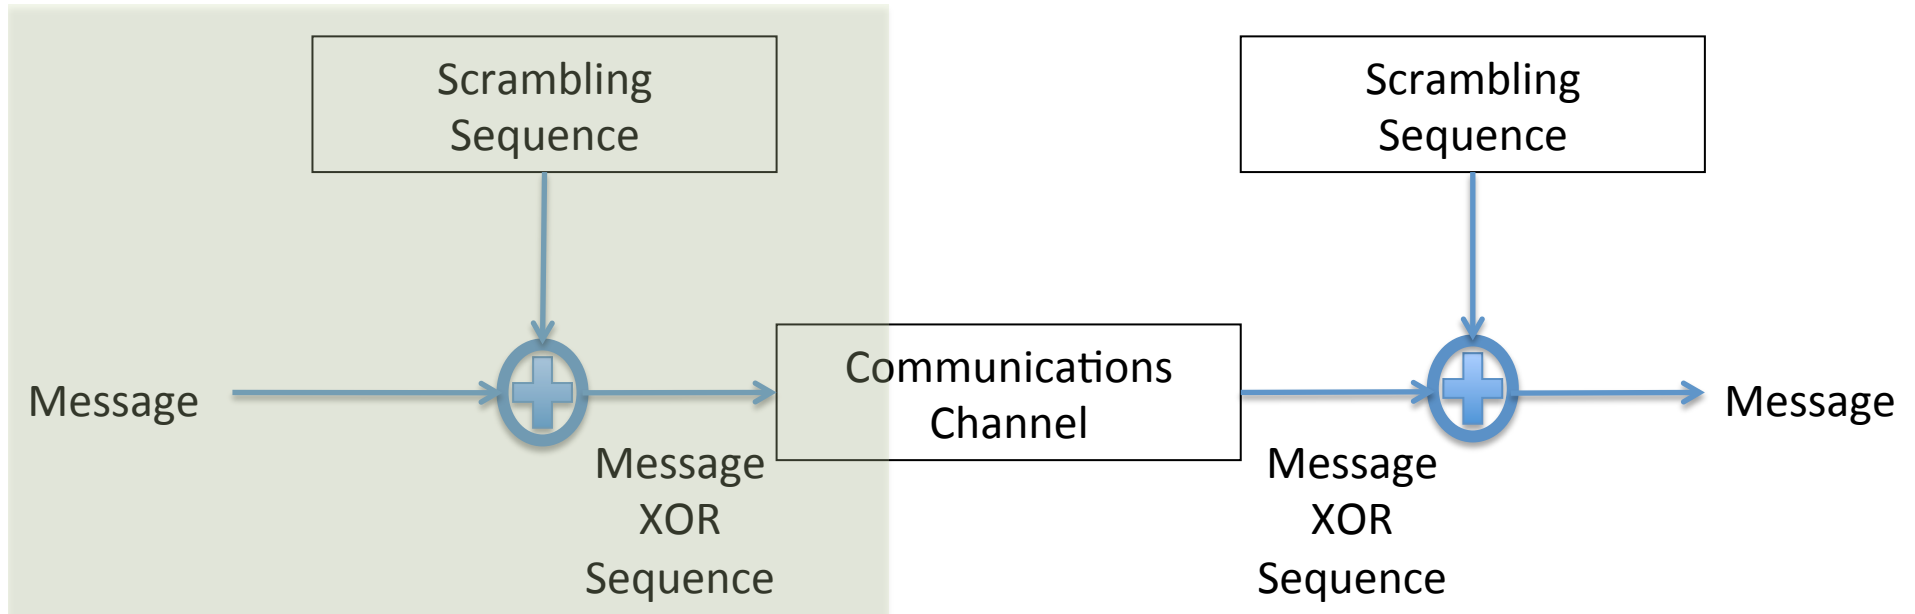 Scrambling
Sequence
Scrambling
Sequence
Message
Communications
Channel
Message
Message
XOR
Sequence
Message
XOR
Sequence